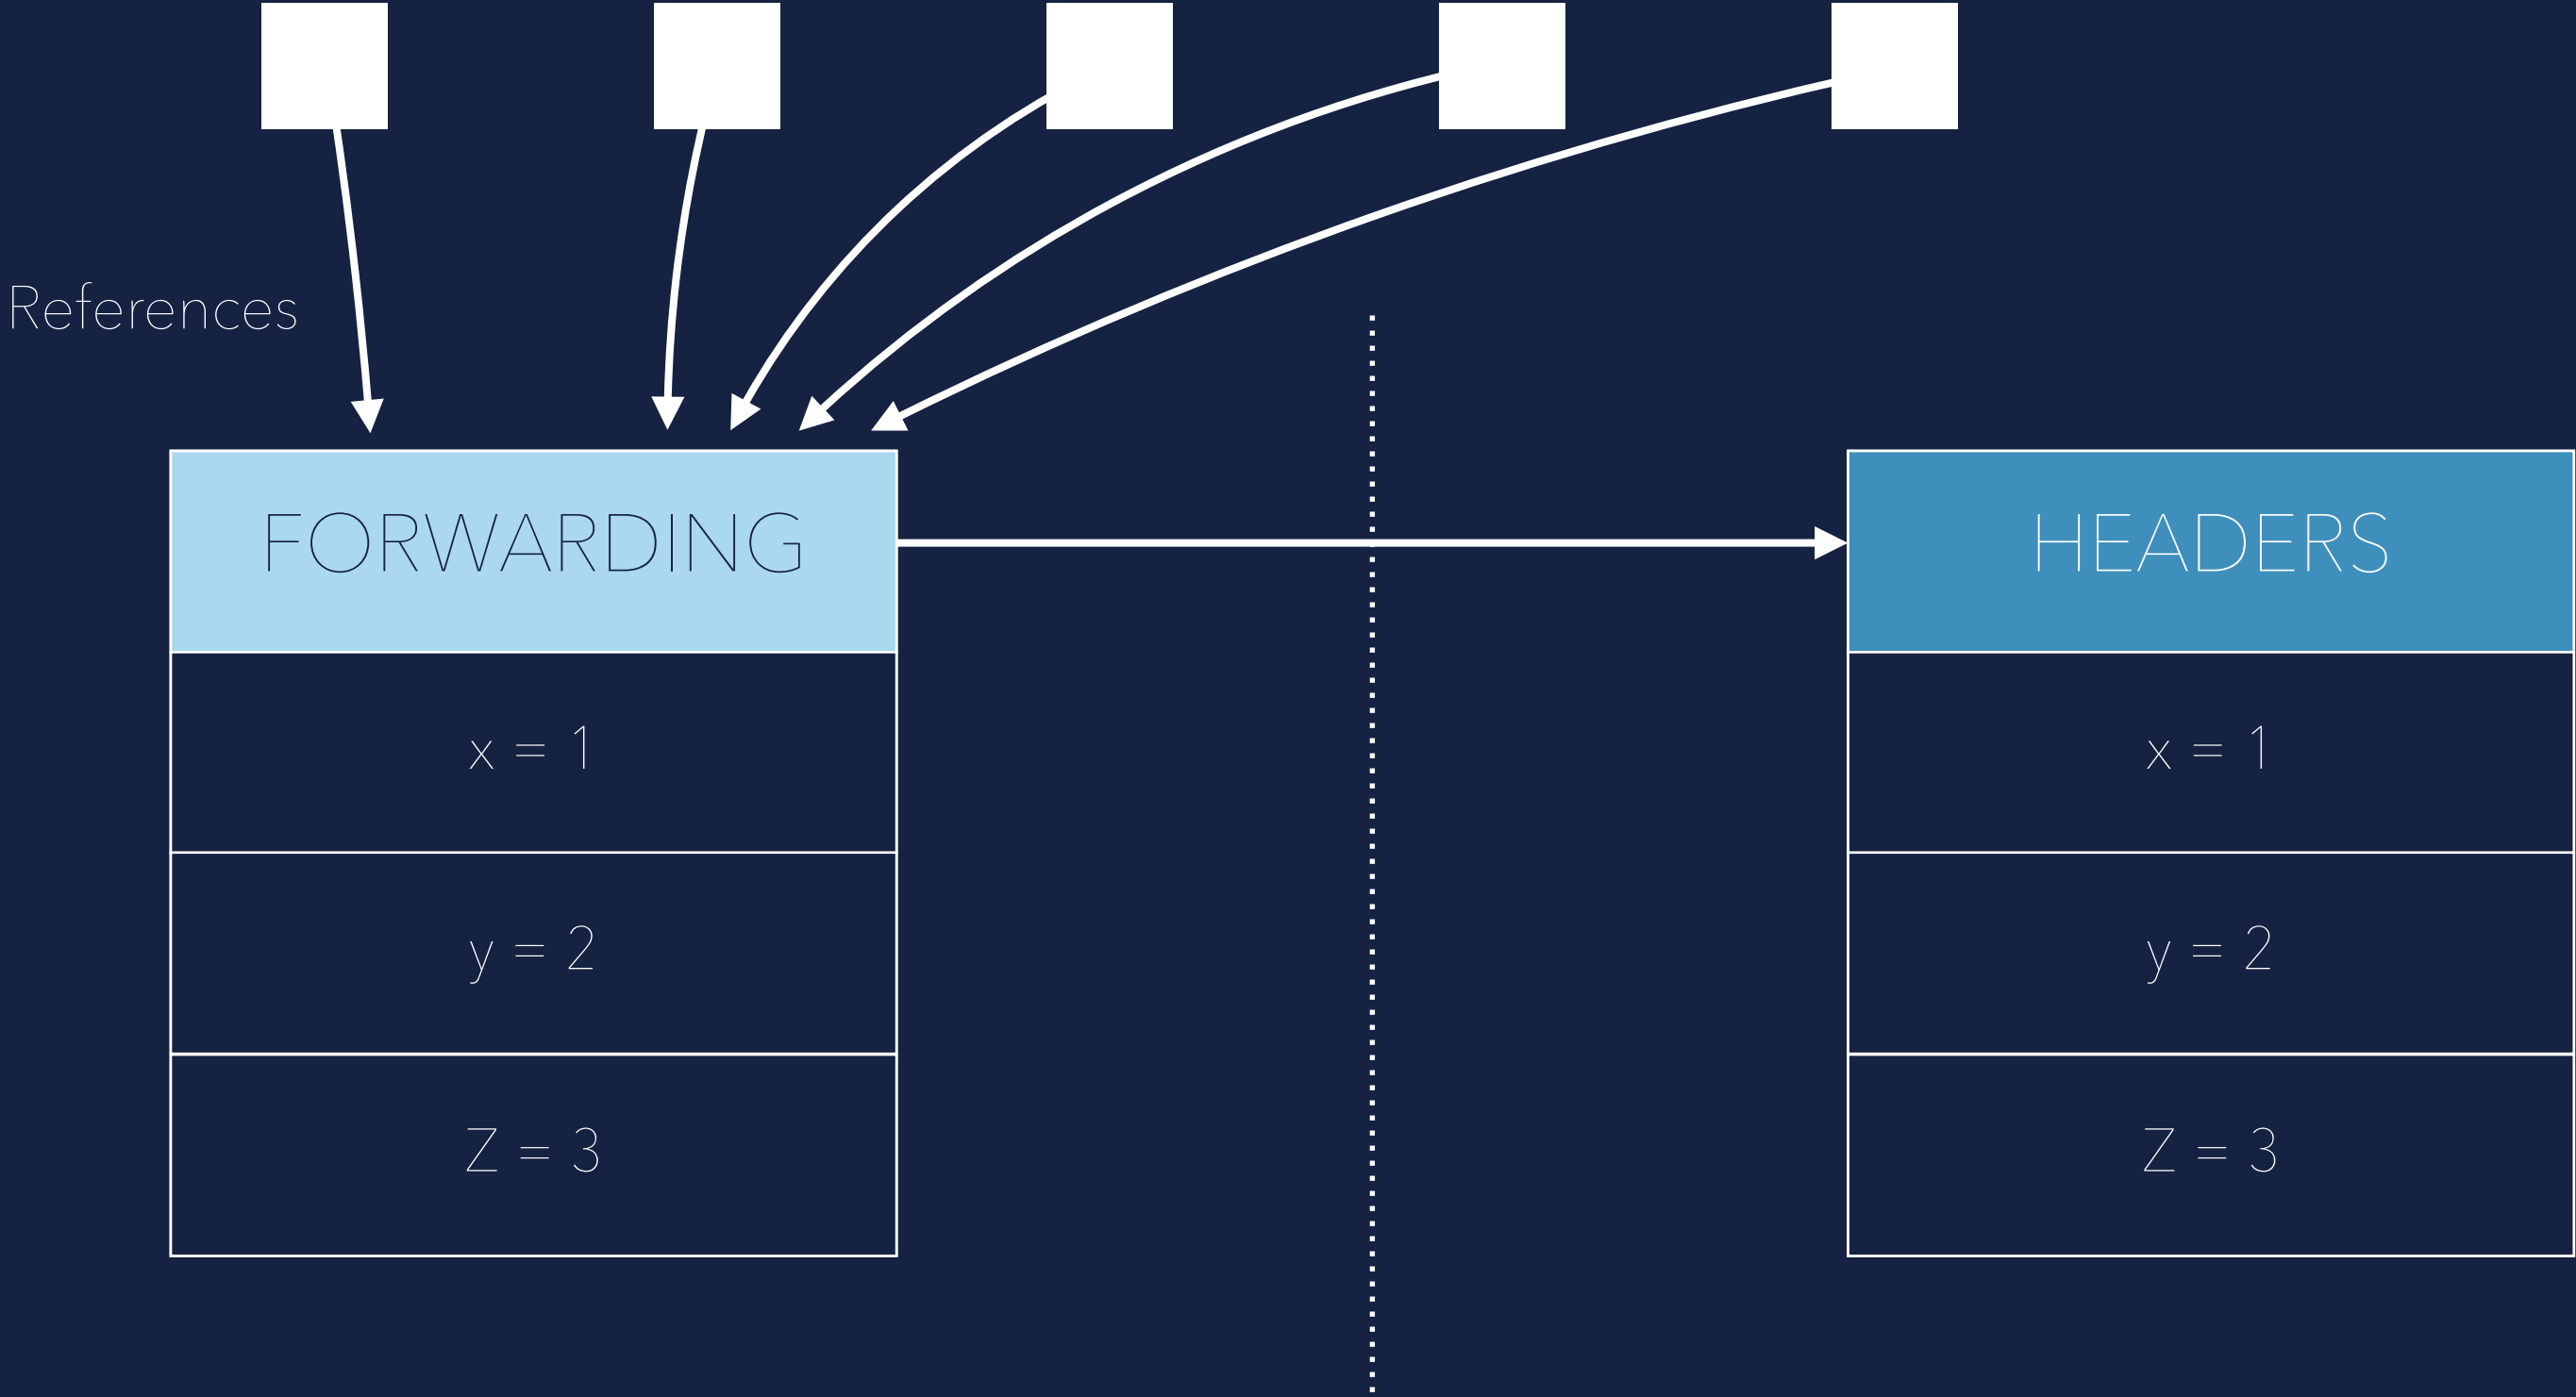 References
FORWARDING
HEADERS
x = 1
x = 1
y = 2
y = 2
Z = 3
Z = 3